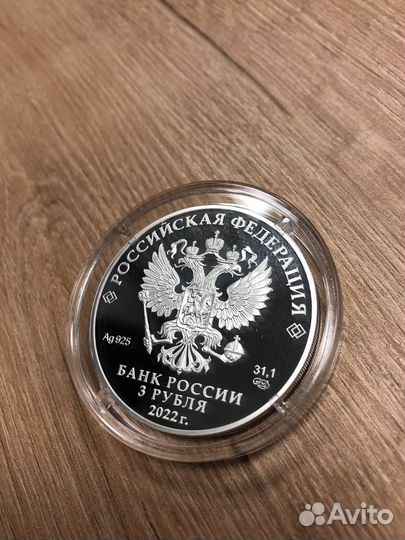 РОССИЙСКАЯ ФЕДЕРАЦИЯ
Ag 925
31,1
БАНК РОССИИ
3 РУБЛЯ
2022 г.
Avito